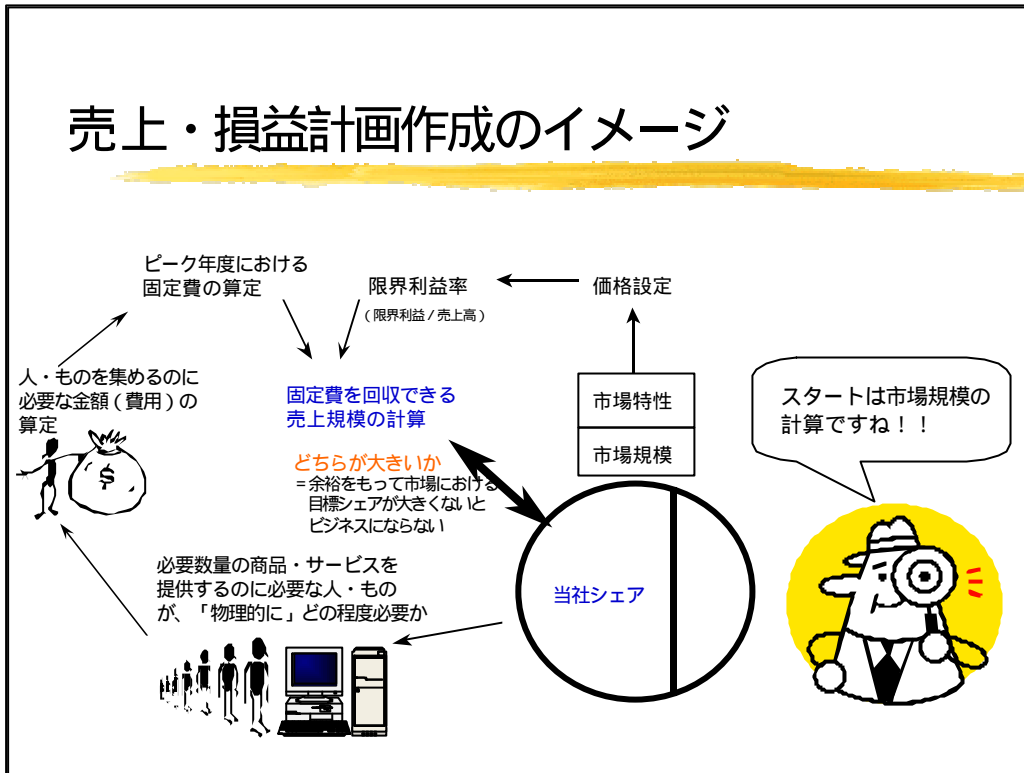 売上・損益計画作成のイメージ
ピーク年度における
固定費の算定
限界利益率
（限界利益/売上高）
価格設定
人・ものを集めるのに
必要な金額（費用）の
算定
固定費を回収できる
売上規模の計算
どちらが大きいか
＝余裕をもって市場における
目標シェアが大きくないと
ビジネスにならない
市場特性
市場規模
スタートは市場規模の
計算ですね！！
$
必要数量の商品・サービスを
提供するのに必要な人・もの
が、「物理的に」どの程度必要か
当社シェア